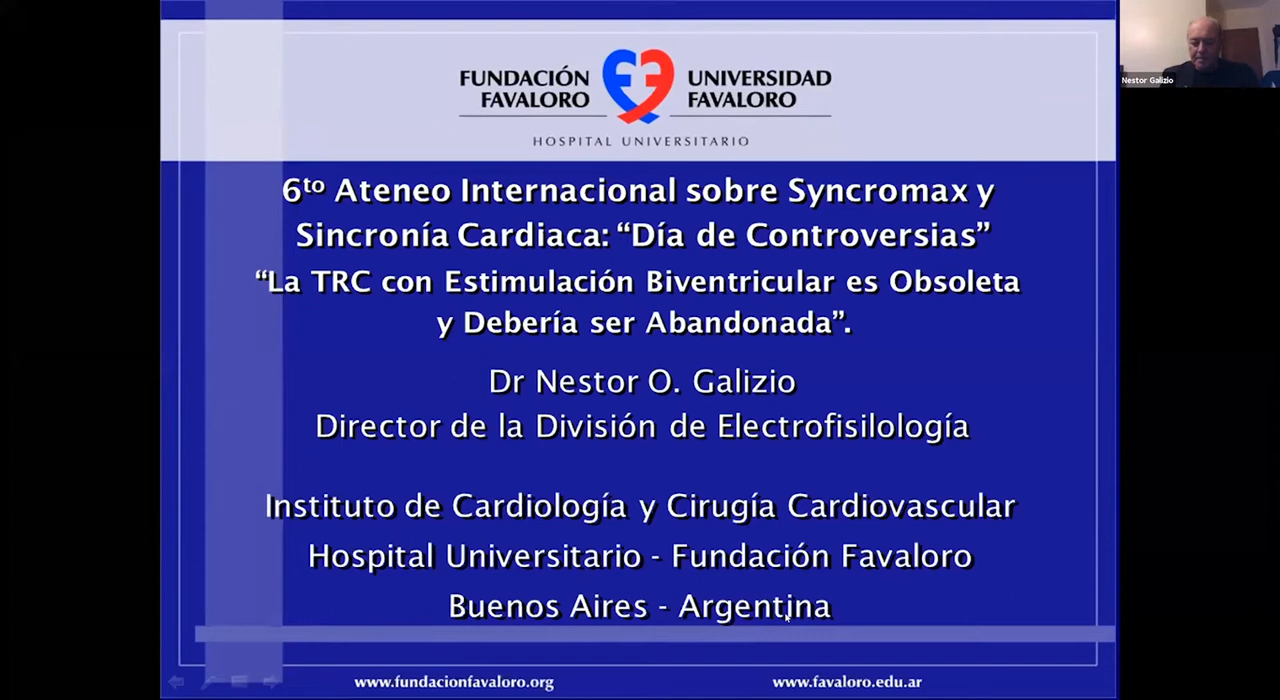 FUNDACIÓN FAVALORO
UNIVERSIDAD FAVALORO
HOSPITAL UNIVERSITARIO
Nestor Galizio
6to Ateneo Internacional sobre Syncromax y
Sincronía Cardiaca: “Día de Controversias”
“La TRC con Estimulación Biventricular es Obsoleta
y Debería ser Abandonada”.
Dr Nestor O. Galizio
Director de la División de Electrofisilología
Instituto de Cardiología y Cirugía Cardiovascular
Hospital Universitario - Fundación Favaloro
Buenos Aires - Argentina
www.fundacionfavaloro.org
www.favaloro.edu.ar